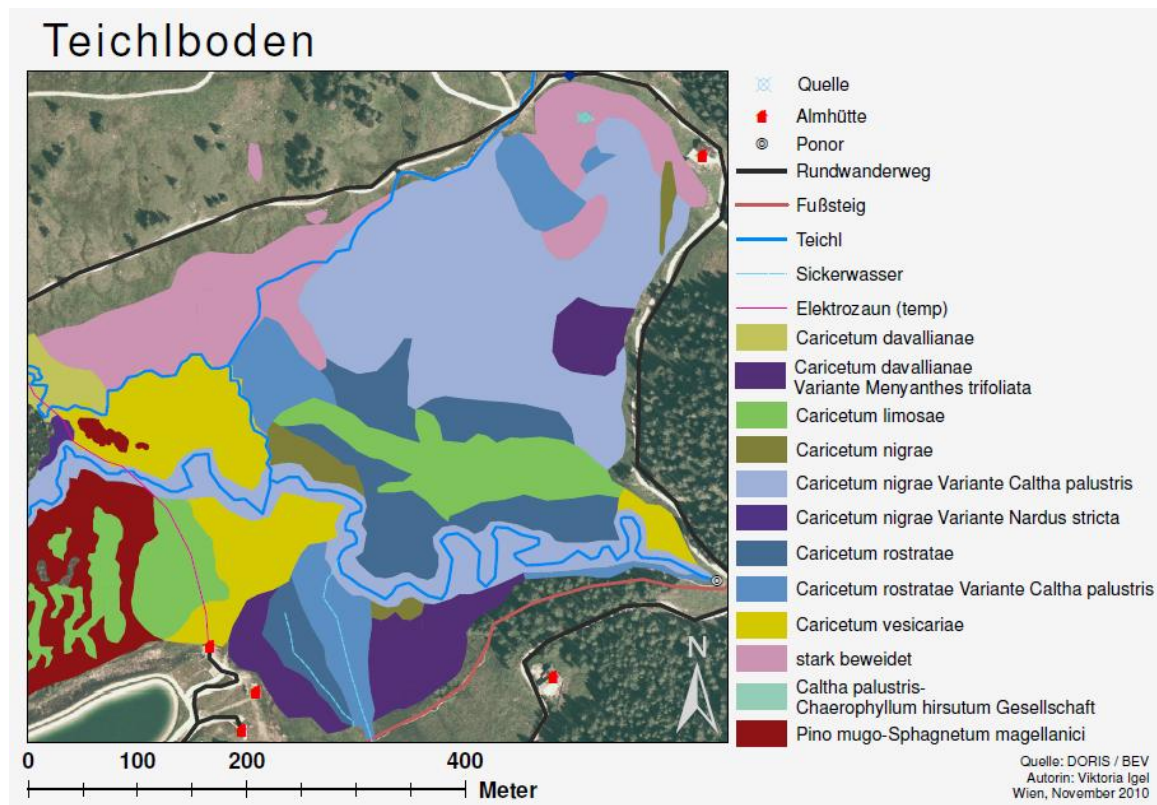 Teichlboden
Quelle
Almhütte
Ponor
Rundwanderweg
Fußsteig
Teichl
Sickerwasser
Elektrozaun (temp)
Caricetum davallianae
Caricetum davallianae
Variante Menyanthes trifoliata
Caricetum limosae
Caricetum nigrae
Caricetum nigrae Variante Caltha palustris
Caricetum nigrae Variante Nardus stricta
Caricetum rostratae
Caricetum rostratae Variante Caltha palustris
Caricetum vesicariae
stark beweidet
Caltha palustris-
Chaerophyllum hirsutum Gesellschaft
Pino mugo-Sphagnetum magellanici
N
0 100 200 400
Meter
Quelle: DORIS / BEV
Autorin: Viktoria Igel
Wien, November 2010